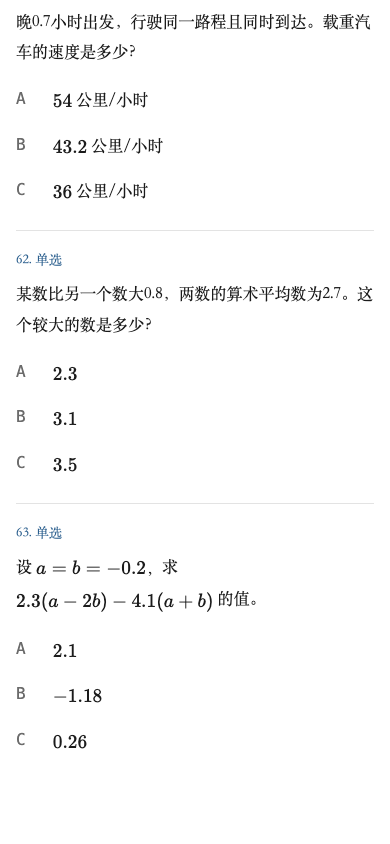 晚0.7小时出发，行驶同一路程且同时到达。载重汽
车的速度是多少?
A 54 公里/小时
B 43.2 公里/小时
C 36 公里/小时
62. 单选
某数比另一个数大0.8，两数的算术平均数为2.7。这
个较大的数是多少?
A 2.3
B 3.1
C 3.5
63. 单选
设 a = b = −0.2，求
2.3(a − 2b) − 4.1(a + b) 的值。
A 2.1
B −1.18
C 0.26